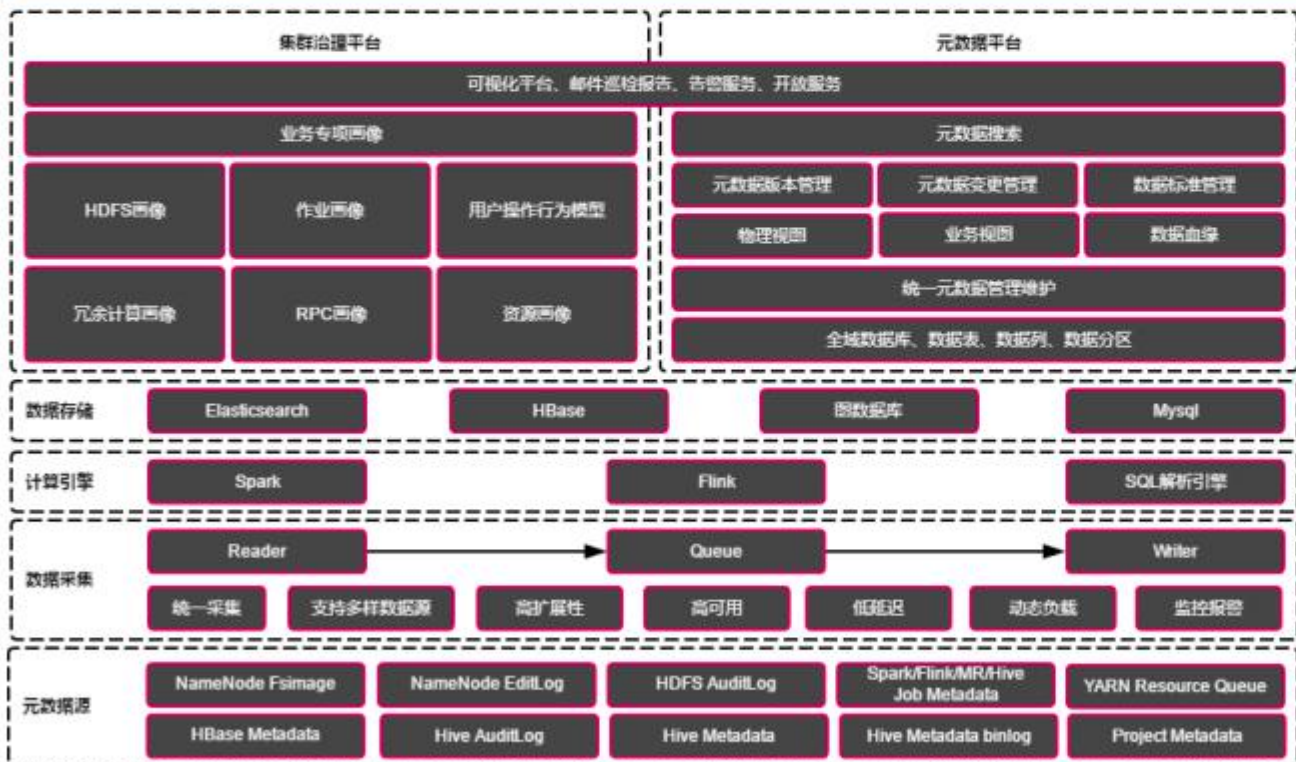 集群治理平台
元数据平台
可视化平台、邮件巡检报告、告警服务、开放服务
业务专项画像
元数据搜索
HDFS画像
作业画像
用户操作行为模型
元数据版本管理
元数据变更管理
数据标准管理
物理视图
业务视图
数据血缘
冗余计算画像
RPC画像
资源画像
统一元数据管理维护
全域数据库、数据表、数据列、数据分区
数据存储
Elasticsearch
HBase
图数据库
Mysql
计算引擎
Spark
Flink
SQL解析引擎
数据采集
Reader
Queue
Writer
统一采集
支持多样数据源
高扩展性
高可用
低延迟
动态负载
监控报警
元数据源
NameNode Fsimage
NameNode EditLog
HDFS AuditLog
Spark/Flink/MR/Hive
Job Metadata
YARN Resource Queue
HBase Metadata
Hive AuditLog
Hive Metadata
Hive Metadata binlog
Project Metadata